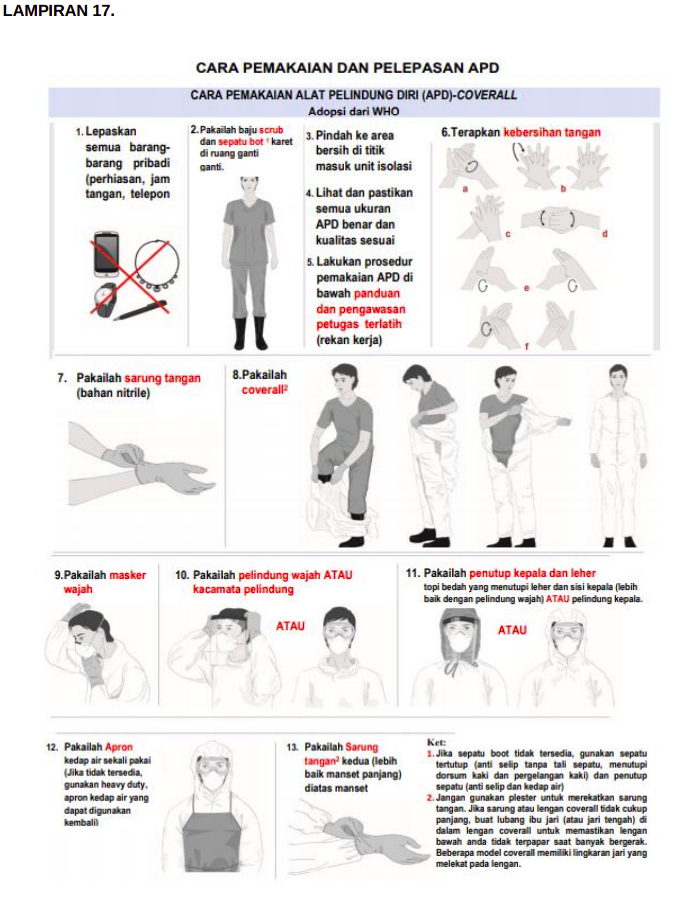 LAMPIRAN 17.
CARA PEMAKAIAN DAN PELEPASAN APD
CARA PEMAKAIAN ALAT PELINDUNG DIRI (APD)-COVERALL
Adopsi dari WHO
1. Lepaskan
semua barang-
barang pribadi
(perhiasan, jam
tangan, telepon
2. Pakailah baju scrub
dan sepatu bot 1 karet
di ruang ganti
ganti.
3. Pindah ke area
bersih di titik
masuk unit isolasi
4. Lihat dan pastikan
semua ukuran
APD benar dan
kualitas sesuai
5. Lakukan prosedur
pemakaian APD di
bawah panduan
dan pengawasan
petugas terlatih
(rekan kerja)
6.Terapkan kebersihan tangan
a
b
c
d
e
f
7. Pakailah sarung tangan
(bahan nitrile)
8.Pakailah
coverall2
9.Pakailah masker
wajah
10. Pakailah pelindung wajah ATAU
kacamata pelindung
ATAU
11. Pakailah penutup kepala dan leher
topi bedah yang menutupi leher dan sisi kepala (lebih
baik dengan pelindung wajah) ATAU pelindung kepala.
ATAU
12. Pakailah Apron
kedap air sekali pakai
(Jika tidak tersedia,
gunakan heavy duty,
apron kedap air yang
dapat digunakan
kembali)
13. Pakailah Sarung
tangan2 kedua (lebih
baik manset panjang)
diatas manset
Ket:
1. Jika sepatu boot tidak tersedia, gunakan sepatu
tertutup (anti selip tanpa tali sepatu, menutupi
dorsum kaki dan pergelangan kaki) dan penutup
sepatu (anti selip dan kedap air)
2. Jangan gunakan plester untuk merekatkan sarung
tangan. Jika sarung atau lengan coverall tidak cukup
panjang, buat lubang ibu jari (atau jari tengah) di
dalam lengan coverall untuk memastikan lengan
bawah anda tidak terpapar saat banyak bergerak.
Beberapa model coverall memiliki lingkaran jari yang
melekat pada lengan.